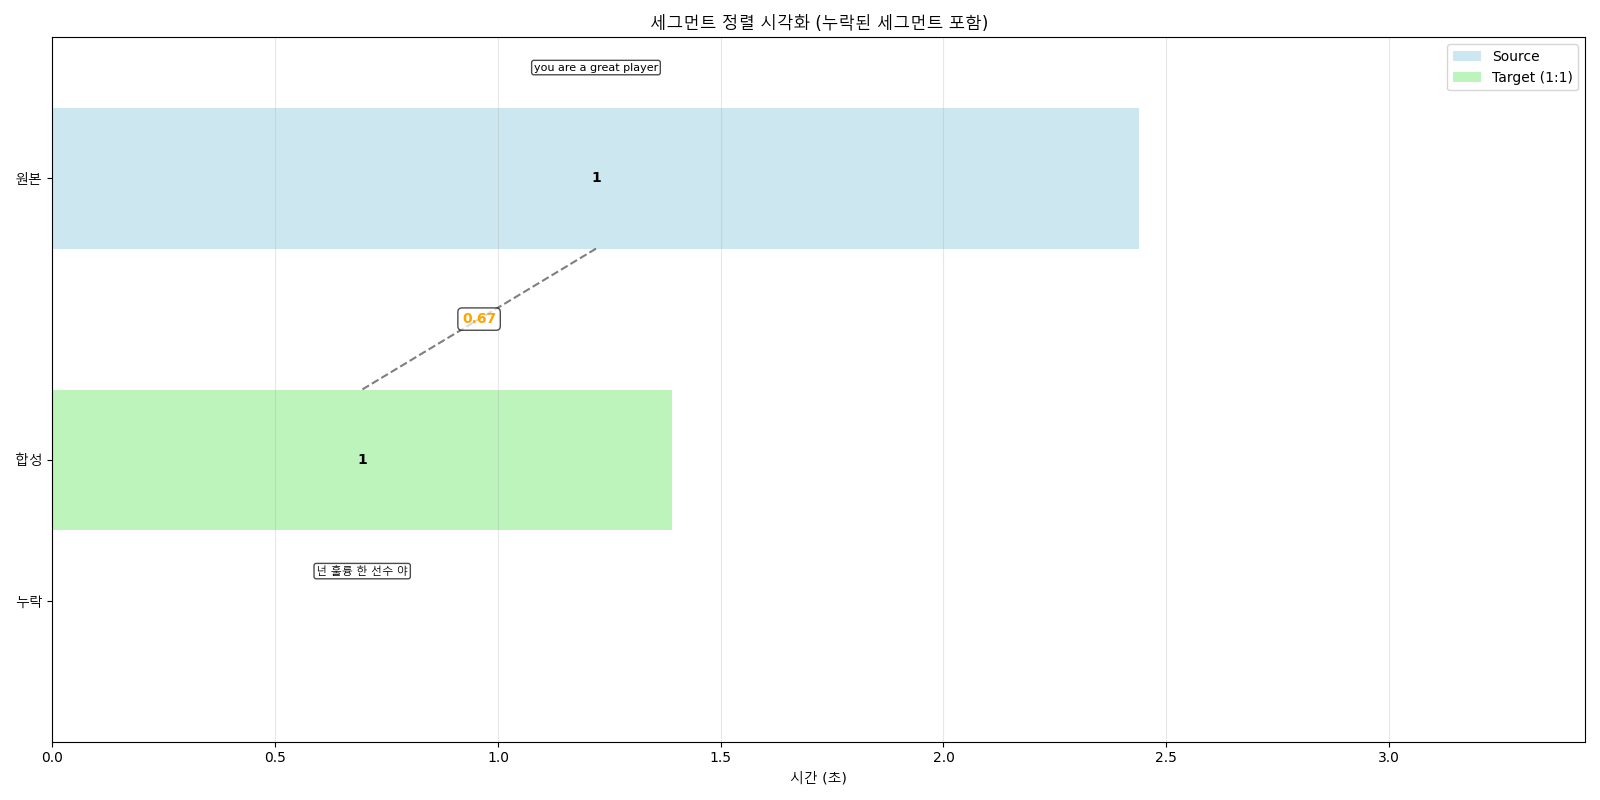 세그먼트 정렬 시각화 (누락된 세그먼트 포함)
you are a great player
Source
Target (1:1)
원본
1
0.67
합성
1
넌 훌륭 한 선수 야
누락
0.0 0.5 1.0 1.5 2.0 2.5 3.0
시간 (초)